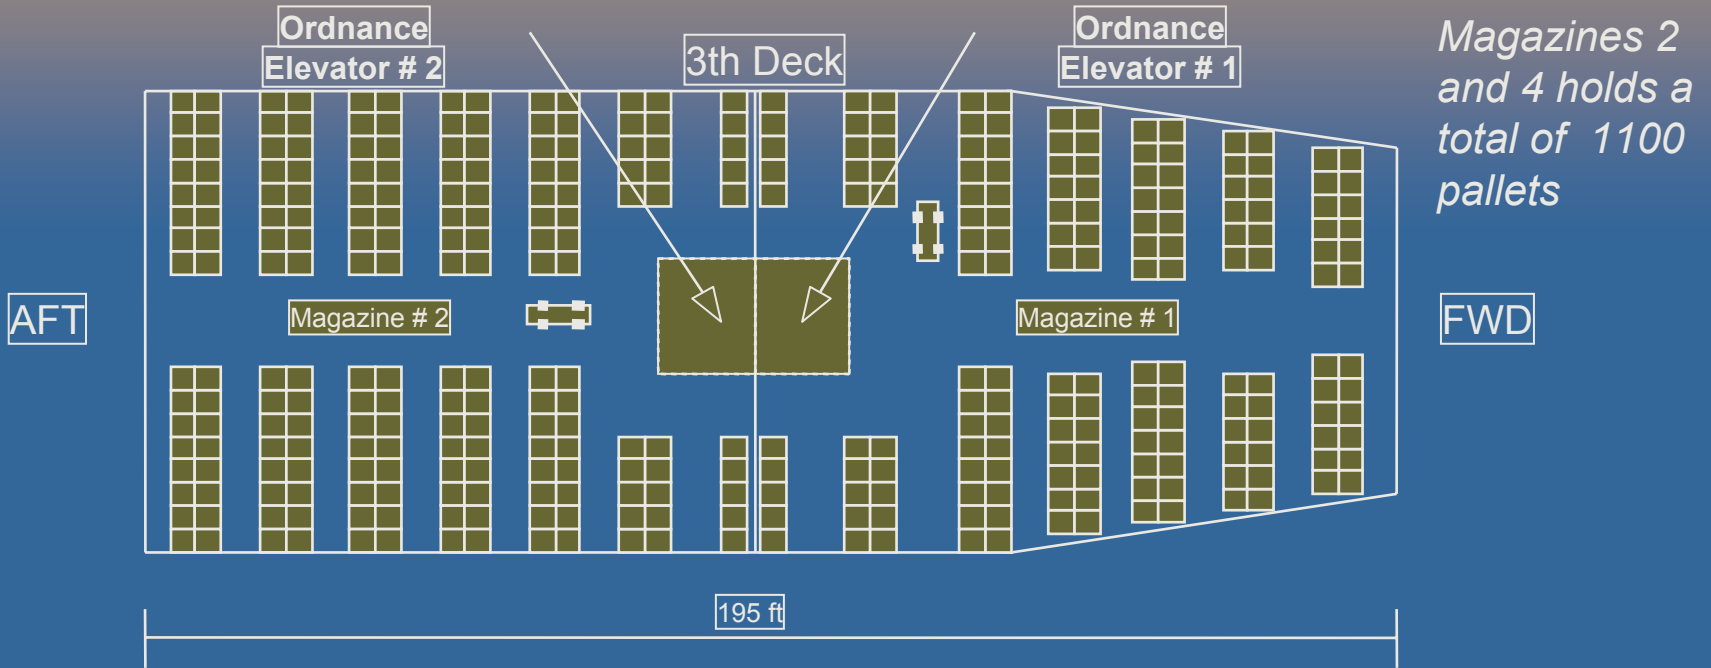 Ordnance
Elevator # 2
3th Deck
Ordnance
Elevator # 1
Magazines 2
and 4 holds a
total of 1100
pallets
AFT
Magazine # 2
Magazine # 1
FWD
195 ft